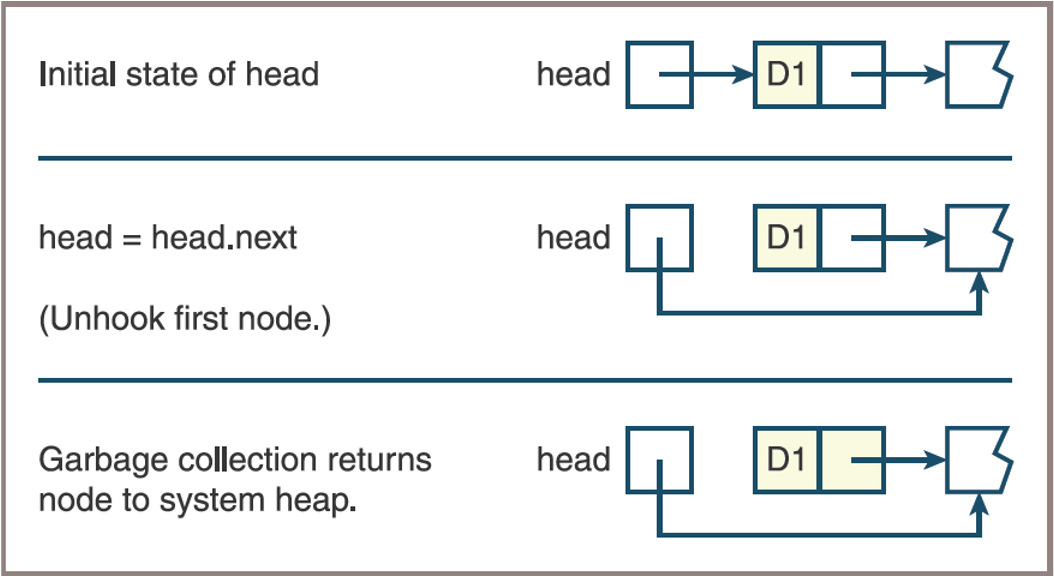 Initial state of head
head
D1
head = head.next
head
D1
(Unhook first node.)
Garbage collection returns
node to system heap.
head
D1